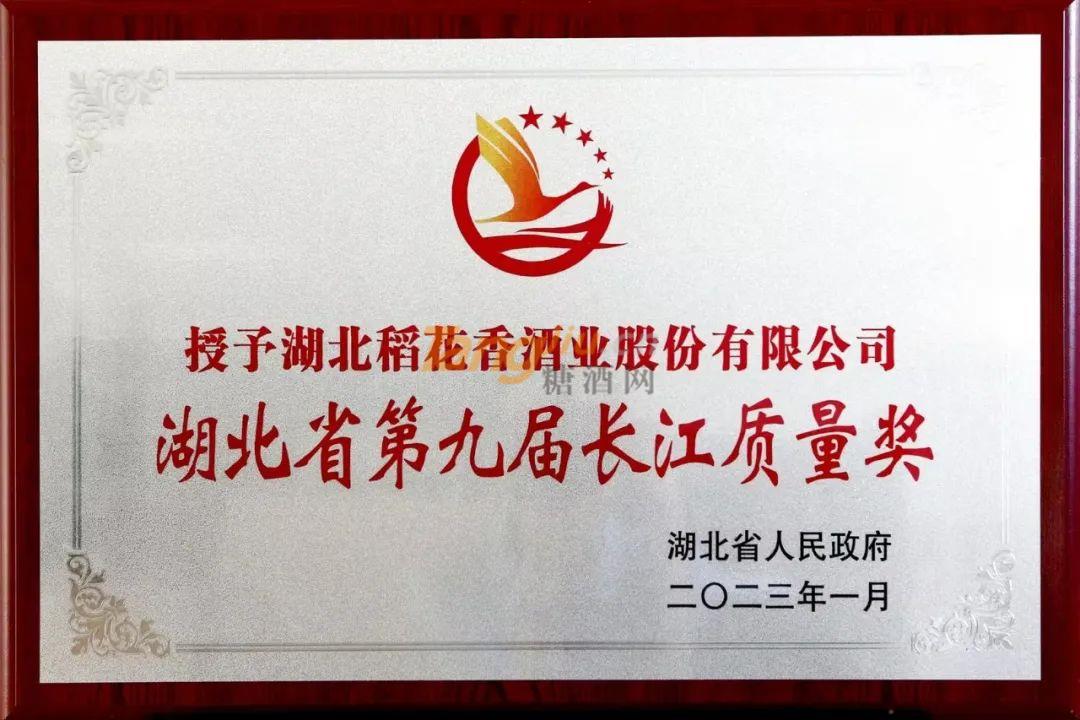 授予湖北稻花香酒业股份有限公司
糖酒网
湖北省第九届长江质量奖
湖北省人民政府
二〇二三年一月